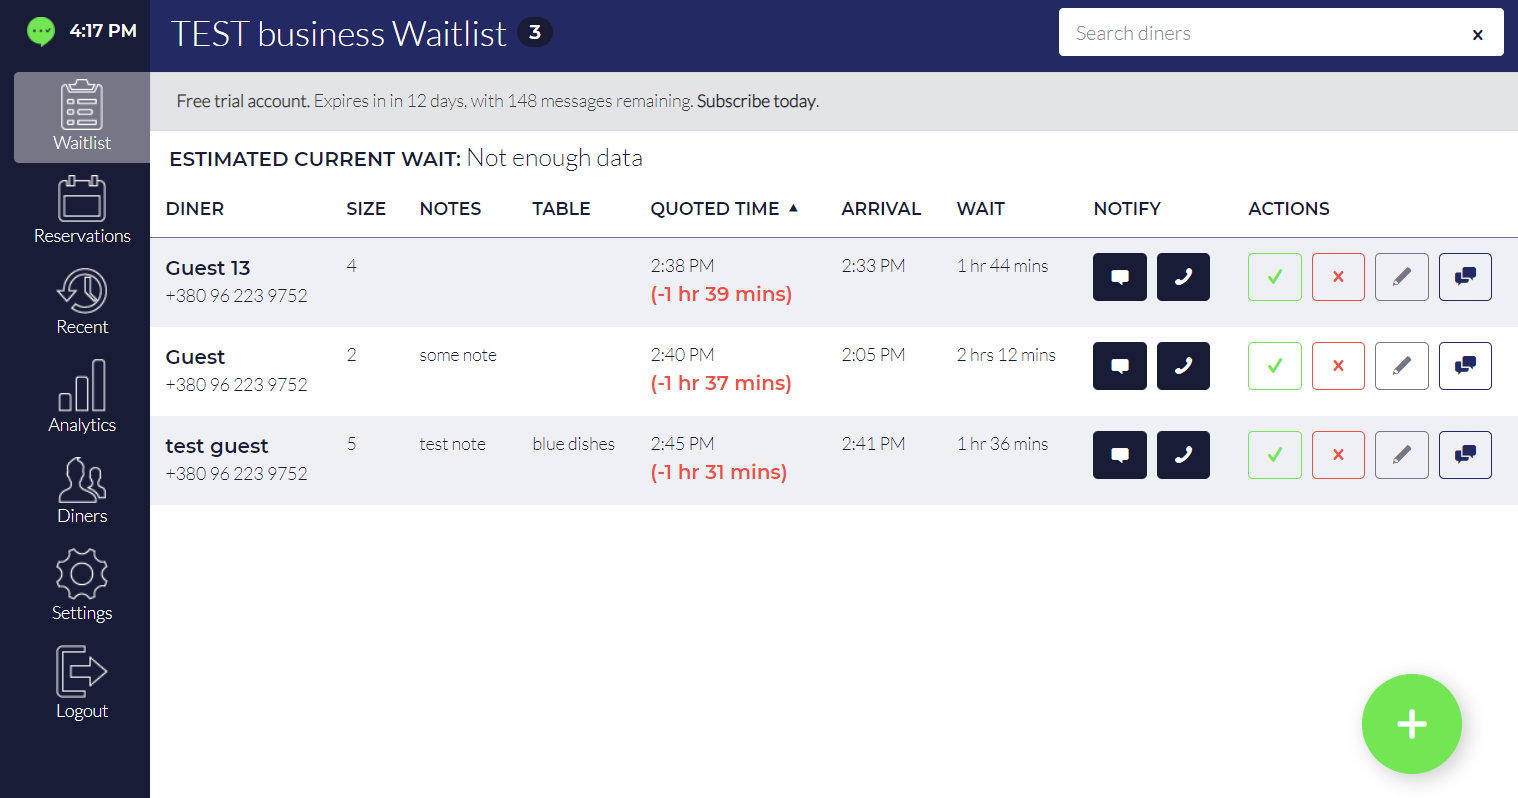 4:17 PM
TEST business Waitlist 3
Search diners
Waitlist
Reservations
Recent
Analytics
Diners
Settings
Logout
Free trial account. Expires in in 12 days, with 148 messages remaining. Subscribe today.
ESTIMATED CURRENT WAIT: Not enough data
DINER SIZE NOTES TABLE QUOTED TIME ▲ ARRIVAL WAIT NOTIFY ACTIONS
Guest 13 4 2:38 PM 2:33 PM 1 hr 44 mins
+380 96 223 9752 (-1 hr 39 mins)
Guest 2 some note 2:40 PM 2:05 PM 2 hrs 12 mins
+380 96 223 9752 (-1 hr 37 mins)
test guest 5 test note blue dishes 2:45 PM 2:41 PM 1 hr 36 mins
+380 96 223 9752 (-1 hr 31 mins)